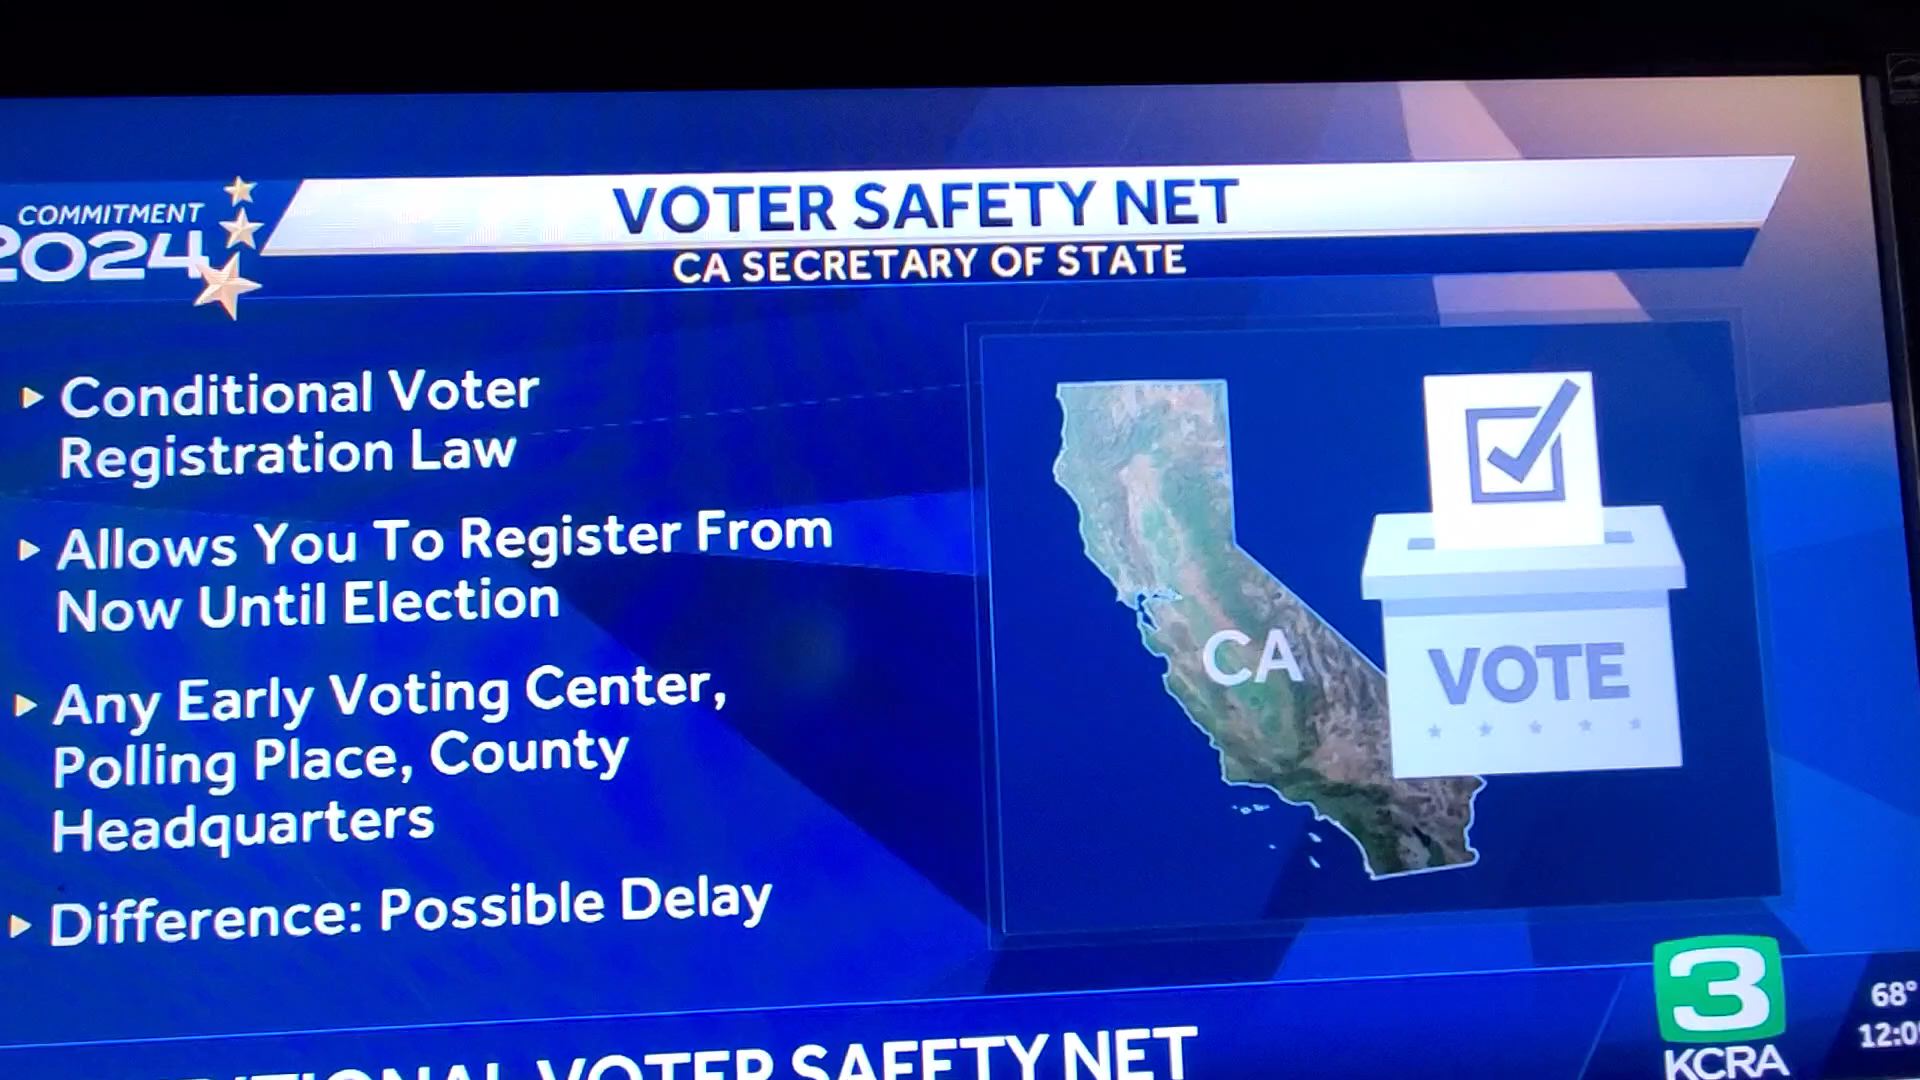 COMMITMENT
2024
VOTER SAFETY NET
CA SECRETARY OF STATE
▸ Conditional Voter
Registration Law
▸ Allows You To Register From
Now Until Election
▸ Any Early Voting Center,
Polling Place, County
Headquarters
▸ Difference: Possible Delay
CA
VOTE
VOTER SAFETY NET
3
KCRA
68°